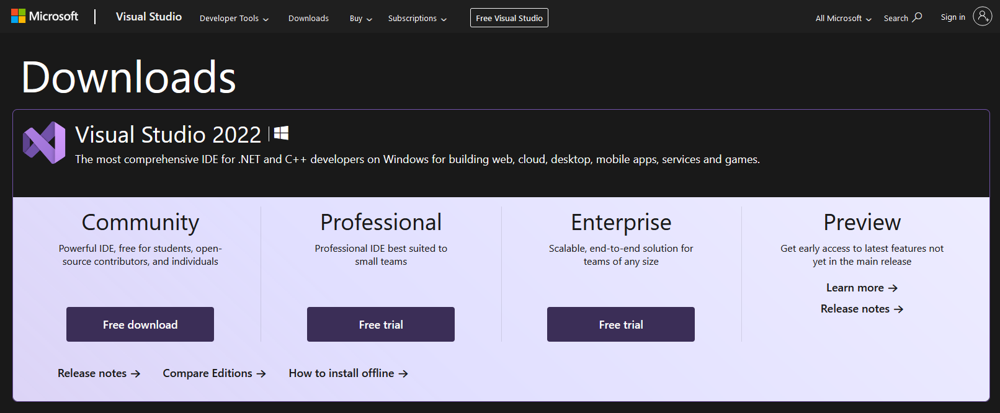 Microsoft Visual Studio Developer Tools Downloads Buy Subscriptions Free Visual Studio All Microsoft Search Sign in
Downloads
Visual Studio 2022
The most comprehensive IDE for .NET and C++ developers on Windows for building web, cloud, desktop, mobile apps, services and games.
Community
Powerful IDE, free for students, open-
source contributors, and individuals
Free download
Professional
Professional IDE best suited to
small teams
Free trial
Enterprise
Scalable, end-to-end solution for
teams of any size
Free trial
Preview
Get early access to latest features not
yet in the main release
Learn more →
Release notes →
Release notes → Compare Editions → How to install offline →